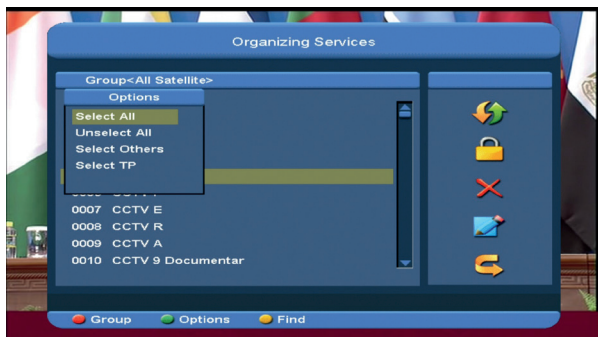 Organizing Services
Group<All Satellite>
Options
Select All
Unselect All
Select Others
Select TP
0007 CCTV E
0008 CCTV R
0009 CCTV A
0010 CCTV 9 Documentar
Group Options Find